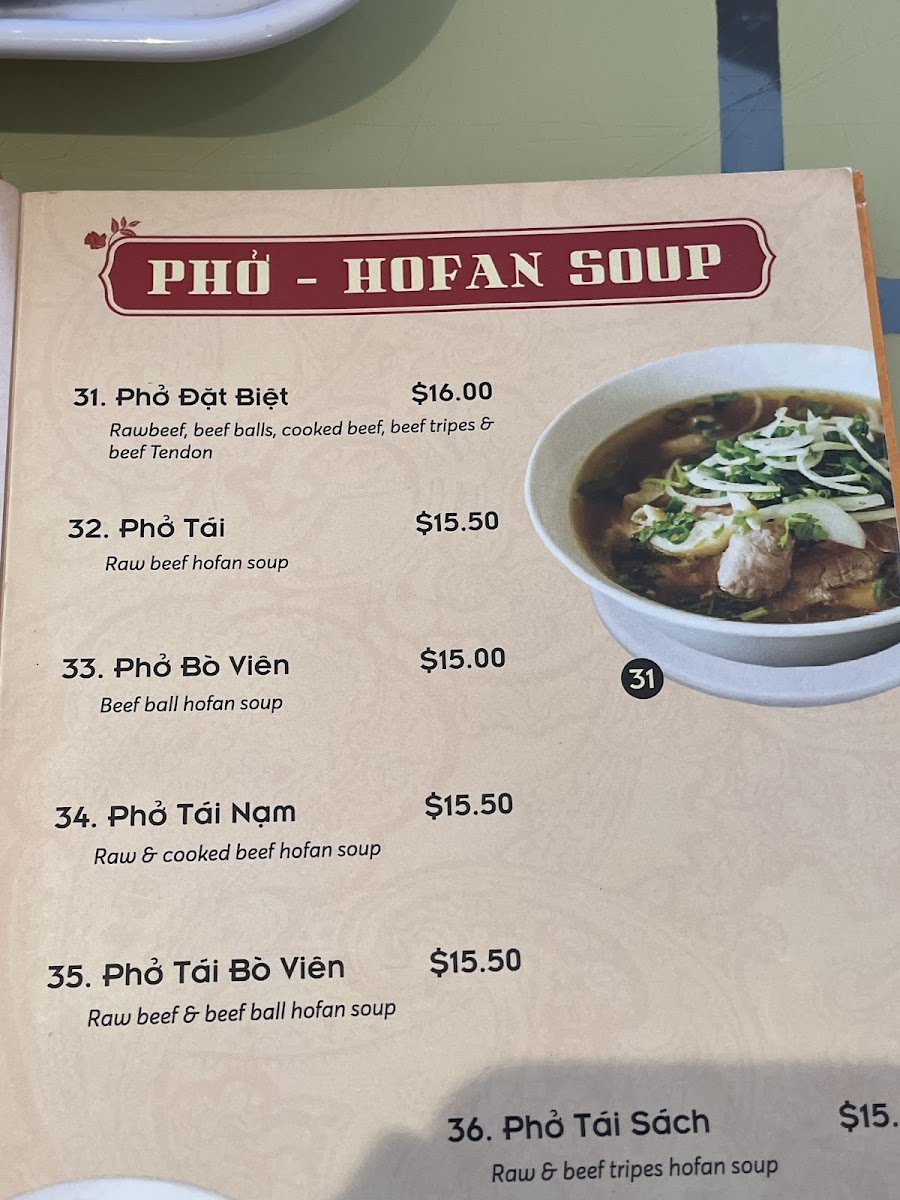 PHỞ - HOFAN SOUP
31. Phở Đặt Biệt $16.00
Rawbeef, beef balls, cooked beef, beef tripes &
beef Tendon
32. Phở Tái $15.50
Raw beef hofan soup
33. Phở Bò Viên $15.00
Beef ball hofan soup
31
34. Phở Tái Nạm $15.50
Raw & cooked beef hofan soup
35. Phở Tái Bò Viên $15.50
Raw beef & beef ball hofan soup
36. Phở Tái Sách $15.
Raw & beef tripes hofan soup